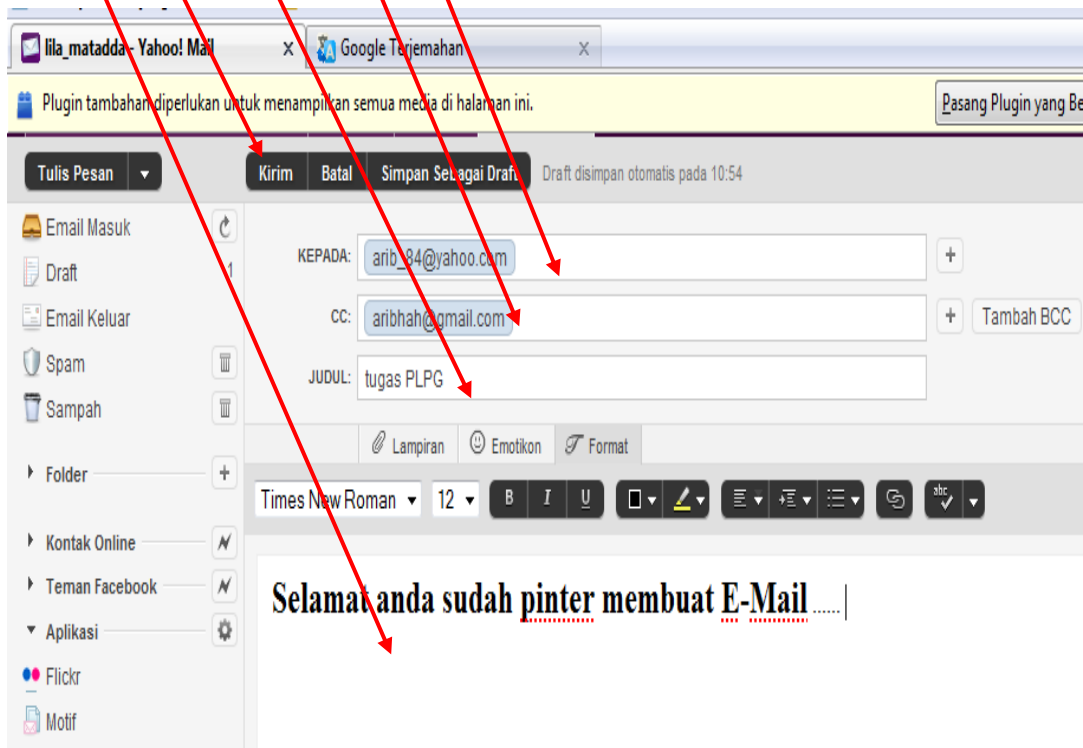 lila_matadda - Yahoo! Mail x Google Terjemahan x
Plugin tambahan diperlukan untuk menampilkan semua media di halaman ini. Pasang Plugin yang Be
Tulis Pesan Kirim Batal Simpan Sebagai Draft Draft disimpan otomatis pada 10:54
Email Masuk
Draft 1
Email Keluar
Spam
Sampah
Folder +
Kontak Online
Teman Facebook
Aplikasi
Flickr
Motif
KEPADA: arib_84@yahoo.com +
CC: aribhah@gmail.com + Tambah BCC
JUDUL: tugas PLPG
Lampiran Emotikon T Format
Times New Roman 12 B I U abc
Selamat anda sudah pinter membuat E-Mail ......